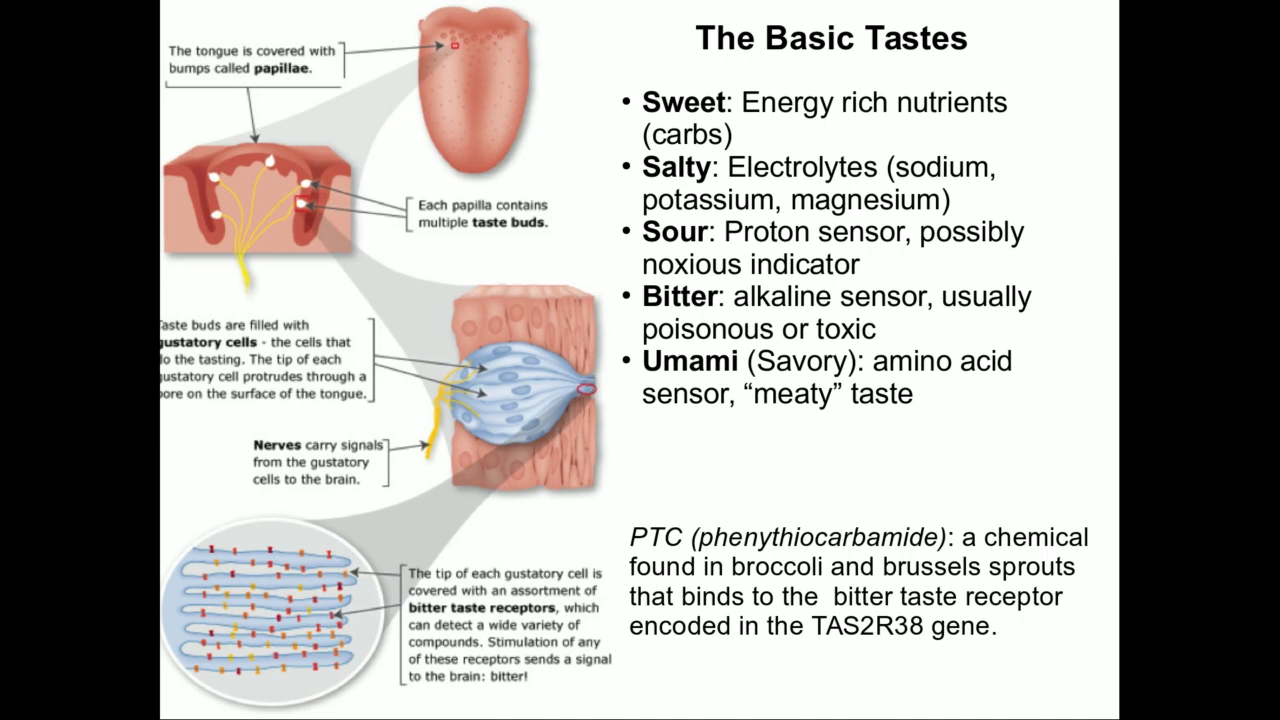 The Basic Tastes
The tongue is covered with
bumps called papillae.
Each papilla contains
multiple taste buds.
aste buds are filled with
gustatory cells - the cells that
do the tasting. The tip of each
gustatory cell protrudes through a
pore on the surface of the tongue.
Nerves carry signals
from the gustatory
cells to the brain.
The tip of each gustatory cell is
covered with an assortment of
bitter taste receptors, which
can detect a wide variety of
compounds. Stimulation of any
of these receptors sends a signal
to the brain: bitter!
• Sweet: Energy rich nutrients
(carbs)
• Salty: Electrolytes (sodium,
potassium, magnesium)
• Sour: Proton sensor, possibly
noxious indicator
• Bitter: alkaline sensor, usually
poisonous or toxic
• Umami (Savory): amino acid
sensor, “meaty” taste
PTC (phenythiocarbamide): a chemical
found in broccoli and brussels sprouts
that binds to the bitter taste receptor
encoded in the TAS2R38 gene.